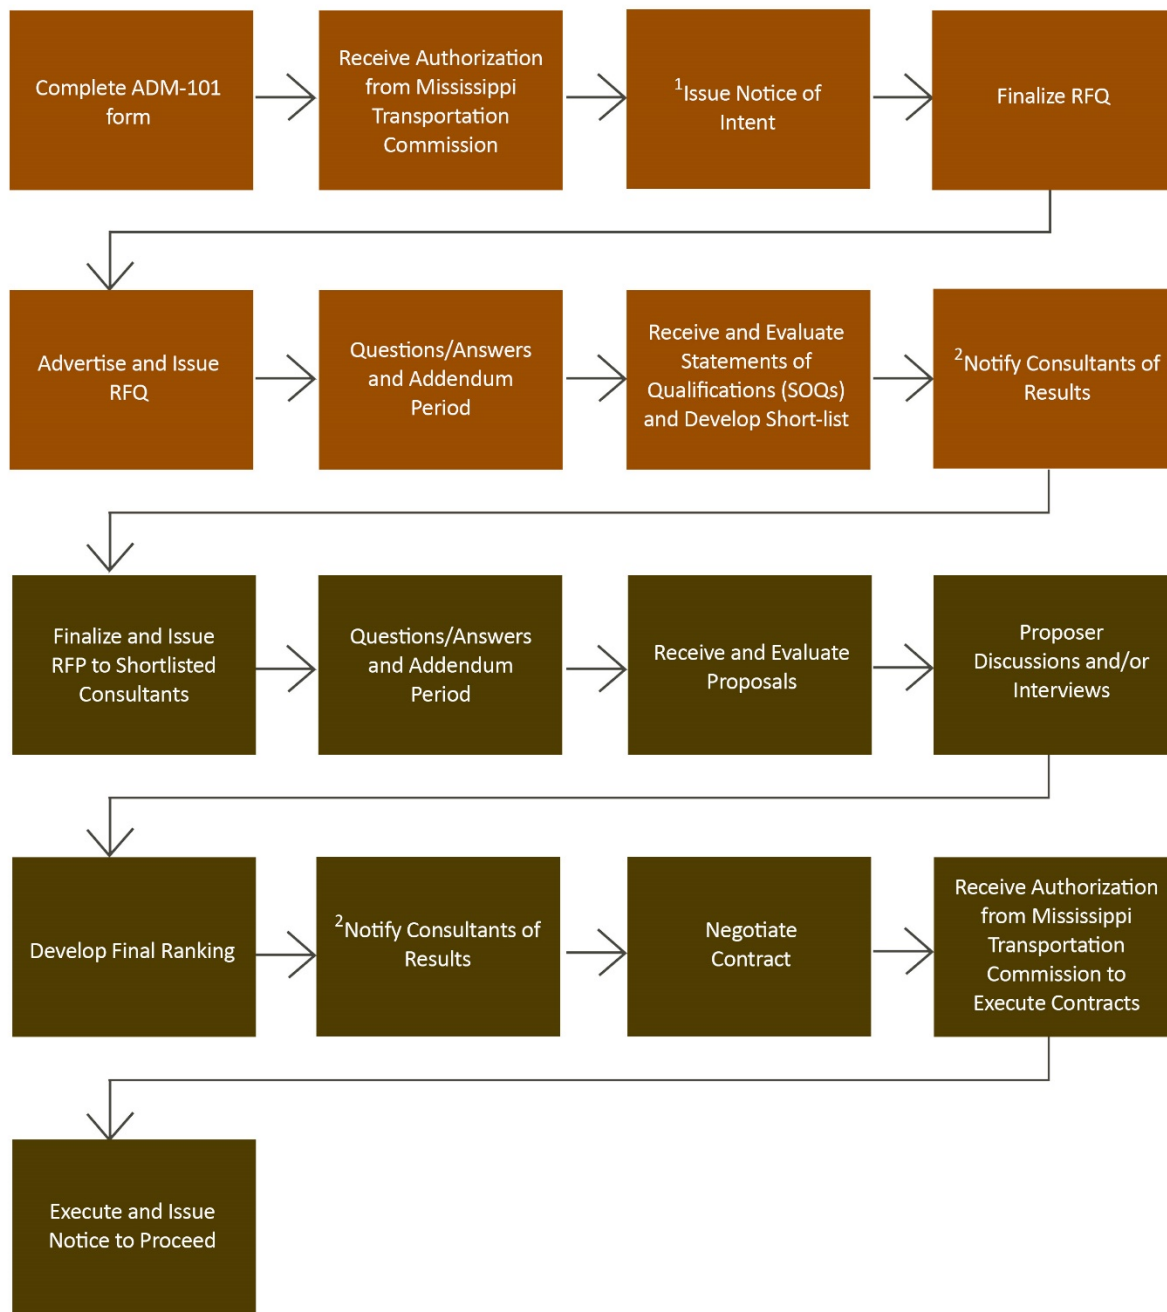 Complete ADM-101
form
Receive Authorization
from Mississippi
Transportation
Commission
1Issue Notice of
Intent
Finalize RFQ
Advertise and Issue
RFQ
Questions/Answers
and Addendum
Period
Receive and Evaluate
Statements of
Qualifications (SOQs)
and Develop Short-list
2Notify Consultants of
Results
Finalize and Issue
RFP to Shortlisted
Consultants
Questions/Answers
and Addendum
Period
Receive and Evaluate
Proposals
Proposer
Discussions and/or
Interviews
Develop Final Ranking
2Notify Consultants of
Results
Negotiate
Contract
Receive Authorization
from Mississippi
Transportation
Commission to
Execute Contracts
Execute and Issue
Notice to Proceed